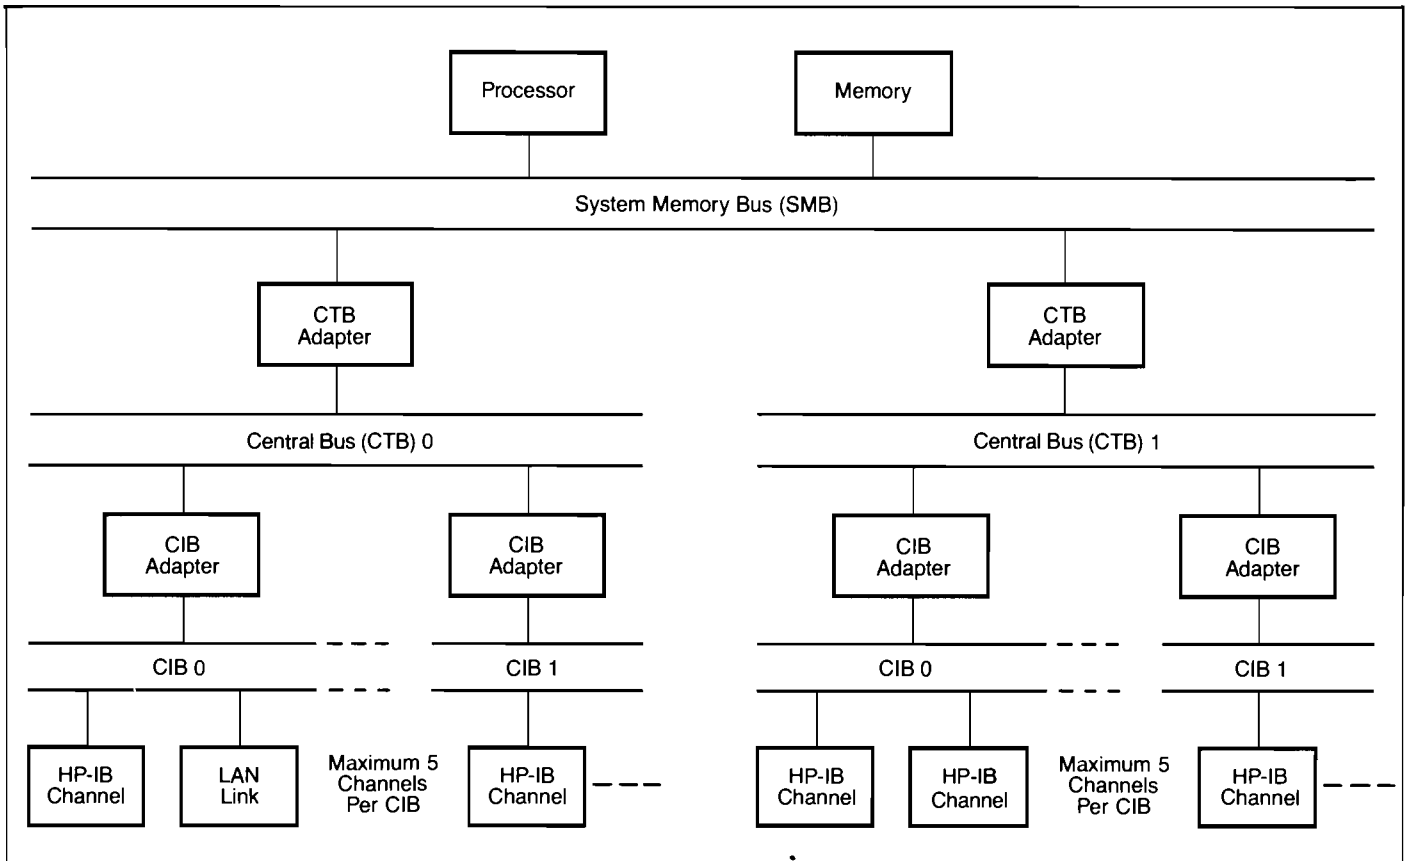 Processor
Memory
System Memory Bus (SMB)
CTB
Adapter
CTB
Adapter
Central Bus (CTB) 0
Central Bus (CTB) 1
CIB
Adapter
CIB
Adapter
CIB
Adapter
CIB
Adapter
CIB 0
CIB 1
CIB 0
CIB 1
HP-IB
Channel
LAN
Link
Maximum 5
Channels
Per CIB
HP-IB
Channel
HP-IB
Channel
HP-IB
Channel
Maximum 5
Channels
Per CIB
HP-IB
Channel